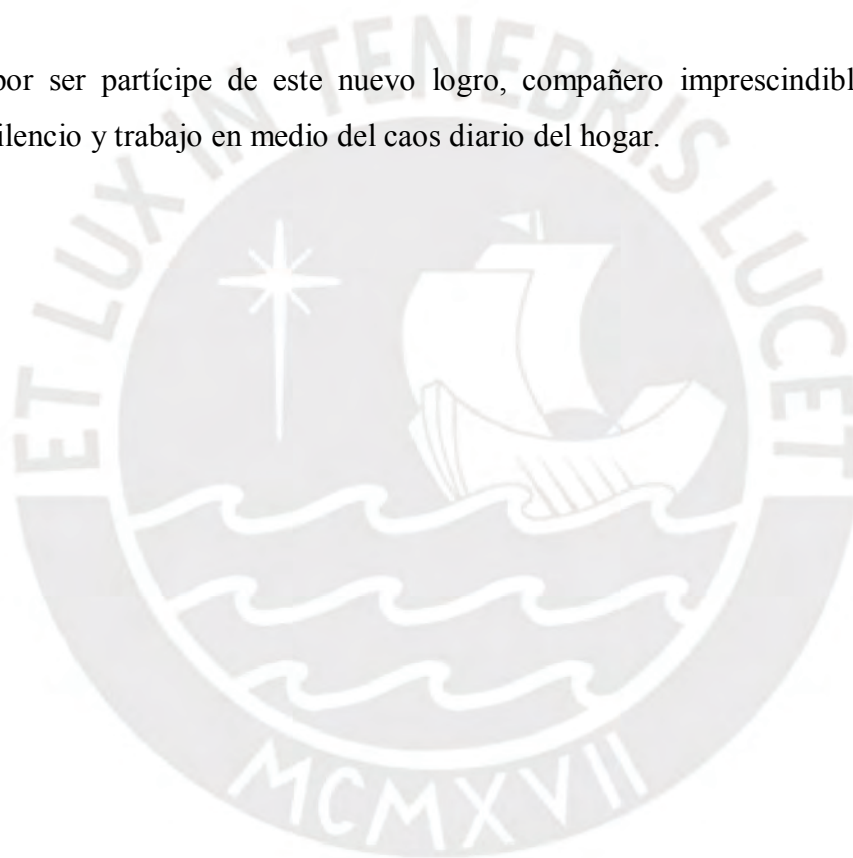 por ser partícipe de este nuevo logro, compañero imprescindibl
ilencio y trabajo en medio del caos diario del hogar.
ET LUX IN TENEBRIS LUCET
MCMXVII